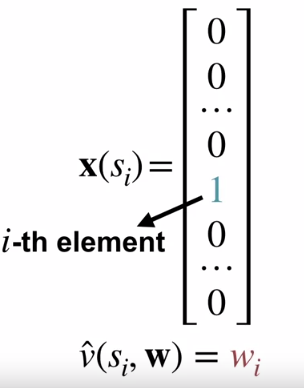 0
0
...
0
x(sᵢ) =
1
i-th element
0
...
0
v̂(sᵢ, w) = wᵢ